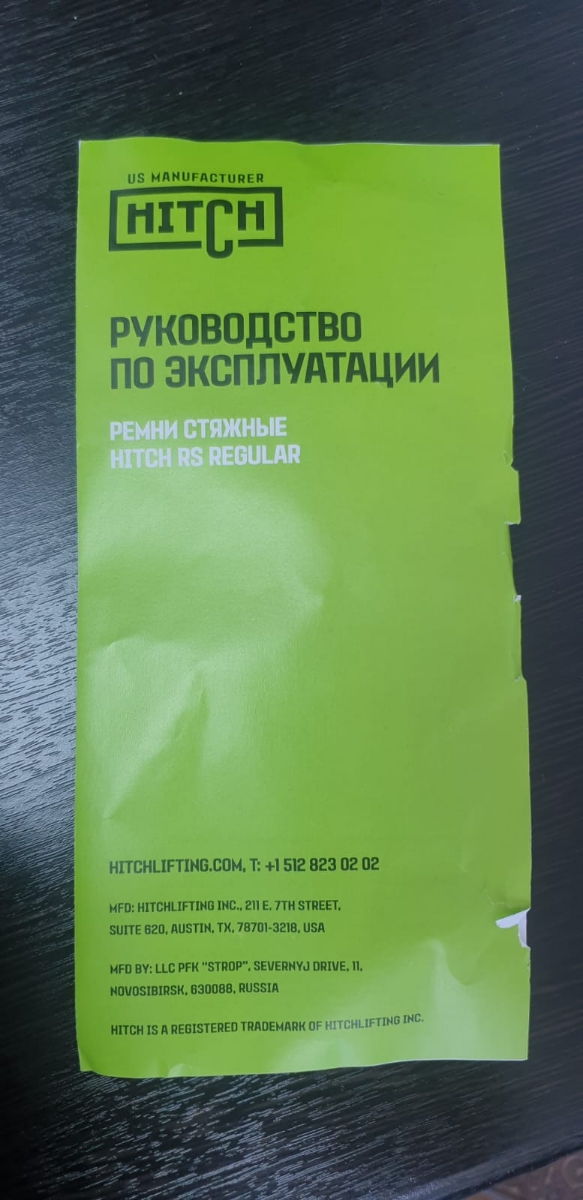 US MANUFACTURER
HITCH
РУКОВОДСТВО
ПО ЭКСПЛУАТАЦИИ
РЕМНИ СТЯЖНЫЕ
HITCH RS REGULAR
HITCHLIFTING.COM, T: +1 512 823 02 02
MFD: HITCHLIFTING INC., 211 E. 7TH STREET,
SUITE 620, AUSTIN, TX, 78701-3218, USA
MFD BY: LLC PFK "STROP", SEVERNYJ DRIVE, 11,
NOVOSIBIRSK, 630088, RUSSIA
HITCH IS A REGISTERED TRADEMARK OF HITCHLIFTING INC.